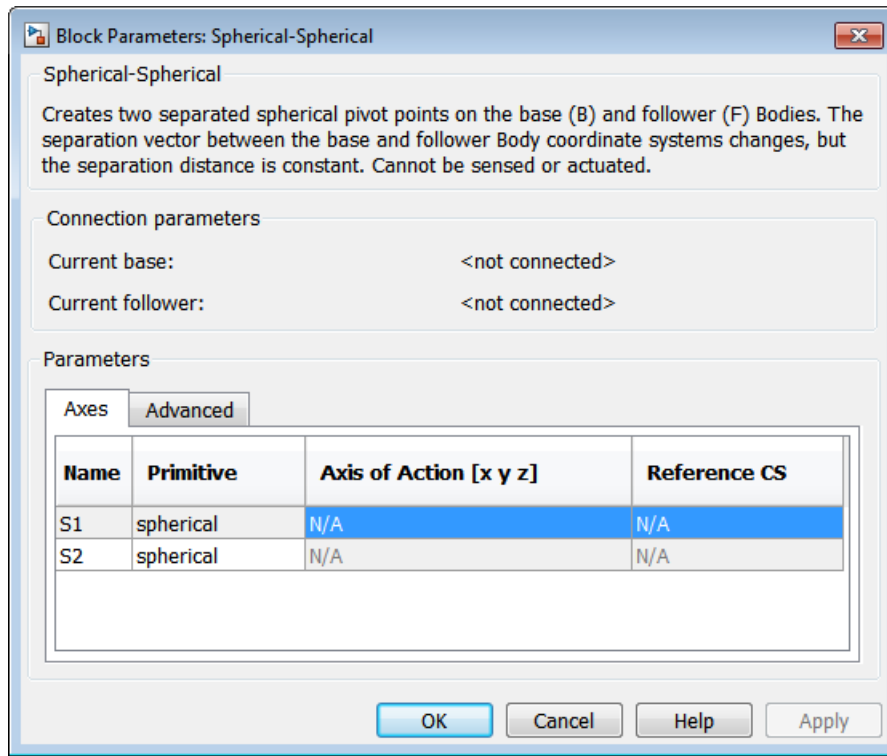 Block Parameters: Spherical-Spherical
Spherical-Spherical
Creates two separated spherical pivot points on the base (B) and follower (F) Bodies. The
separation vector between the base and follower Body coordinate systems changes, but
the separation distance is constant. Cannot be sensed or actuated.
Connection parameters
Current base: <not connected>
Current follower: <not connected>
Parameters
Axes Advanced
Name Primitive Axis of Action [x y z] Reference CS
S1 spherical N/A N/A
S2 spherical N/A N/A
OK Cancel Help Apply